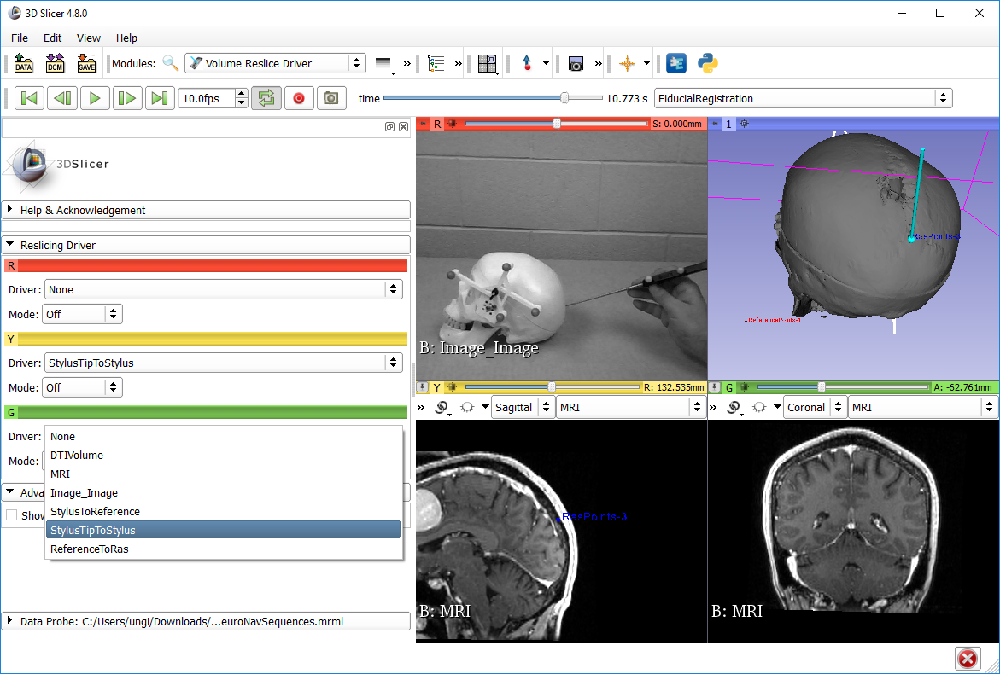 3D Slicer 4.8.0
File Edit View Help
DATA DCM SAVE Modules: Volume Reslice Driver
10.0fps time 10.773 s FiducialRegistration
R S: 0.000mm 1
3DSlicer
Help & Acknowledgement
Reslicing Driver
R
Driver: None
Mode: Off
Y
Driver: StylusTipToStylus
Mode: Off
G
Driver:
Mode:
None
DTIVolume
MRI
Image_Image
StylusToReference
StylusTipToStylus
ReferenceToRas
Adva
Show
Data Probe: C:/Users/ungi/Downloads/...euroNavSequences.mrml
B: Image_Image
ReferencePoints-1
Y R: 132.535mm G A: -62.761mm
Sagittal MRI Coronal MRI
RasPoints-3
B: MRI
B: MRI